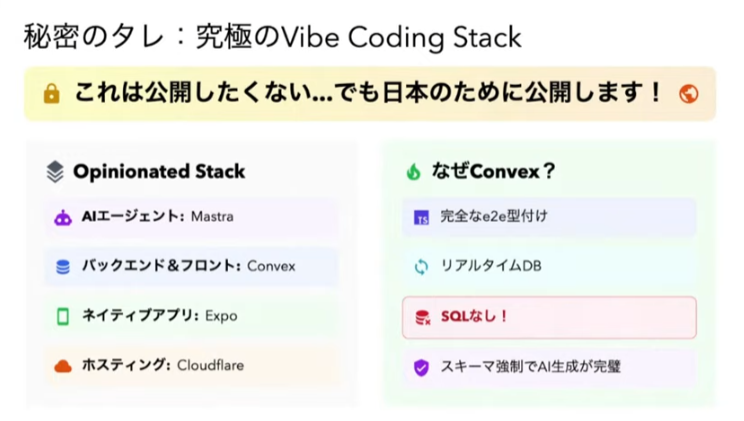 秘密のタレ：究極のVibe Coding Stack
これは公開したくない...でも日本のために公開します！
Opinionated Stack
AIエージェント: Mastra
バックエンド＆フロント: Convex
ネイティブアプリ: Expo
ホスティング: Cloudflare
なぜConvex？
TS 完全なe2e型付け
リアルタイムDB
SQLなし！
スキーマ強制でAI生成が完璧